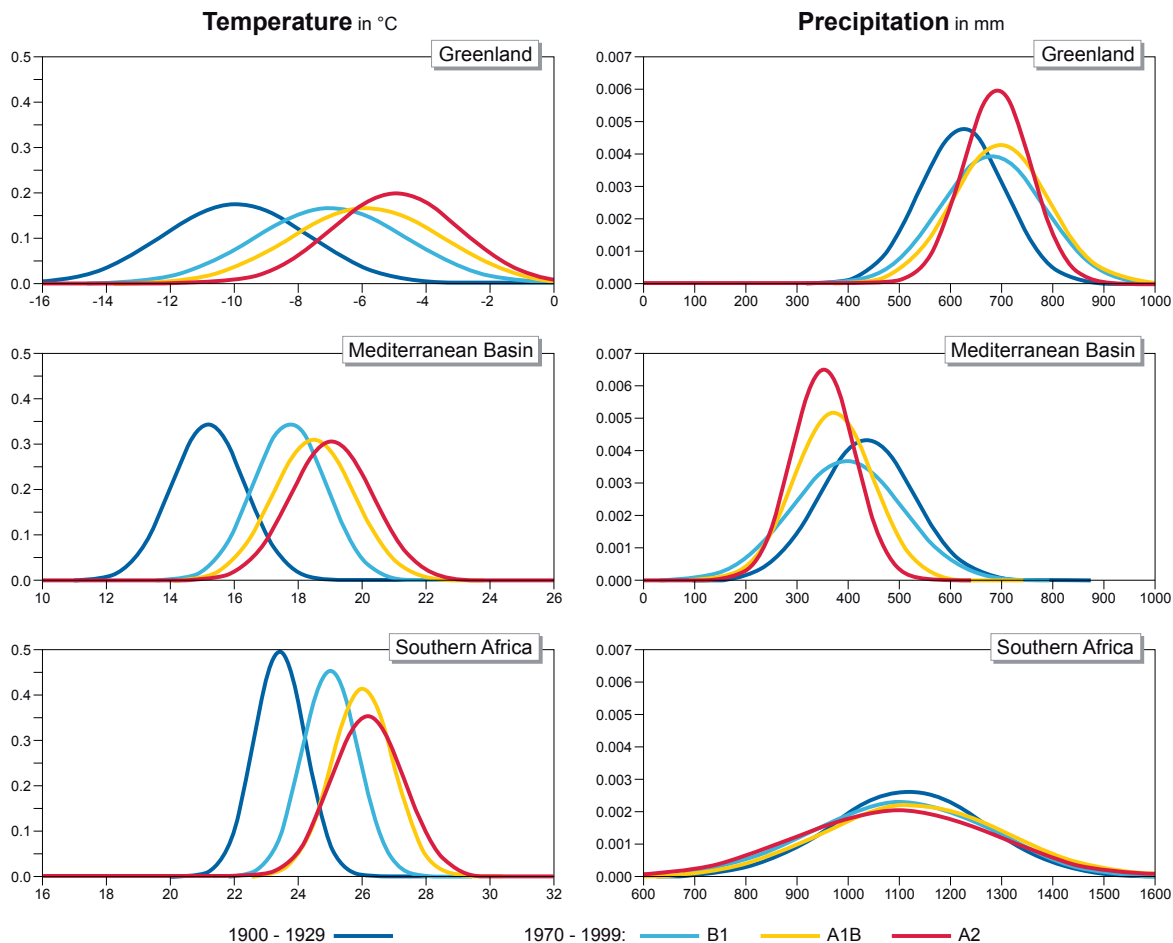 Temperature in °C
Precipitation in mm
Greenland
0.5
0.4
0.3
0.2
0.1
0.0
-16 -14 -12 -10 -8 -6 -4 -2 0
Greenland
0.007
0.006
0.005
0.004
0.003
0.002
0.001
0.000
0 100 200 300 400 500 600 700 800 900 1000
Mediterranean Basin
0.5
0.4
0.3
0.2
0.1
0.0
10 12 14 16 18 20 22 24 26
Mediterranean Basin
0.007
0.006
0.005
0.004
0.003
0.002
0.001
0.000
0 100 200 300 400 500 600 700 800 900 1000
Southern Africa
0.5
0.4
0.3
0.2
0.1
0.0
16 18 20 22 24 26 28 30 32
Southern Africa
0.007
0.006
0.005
0.004
0.003
0.002
0.001
0.000
600 700 800 900 1000 1100 1200 1300 1400 1500 1600
1900 - 1929 1970 - 1999: B1 A1B A2